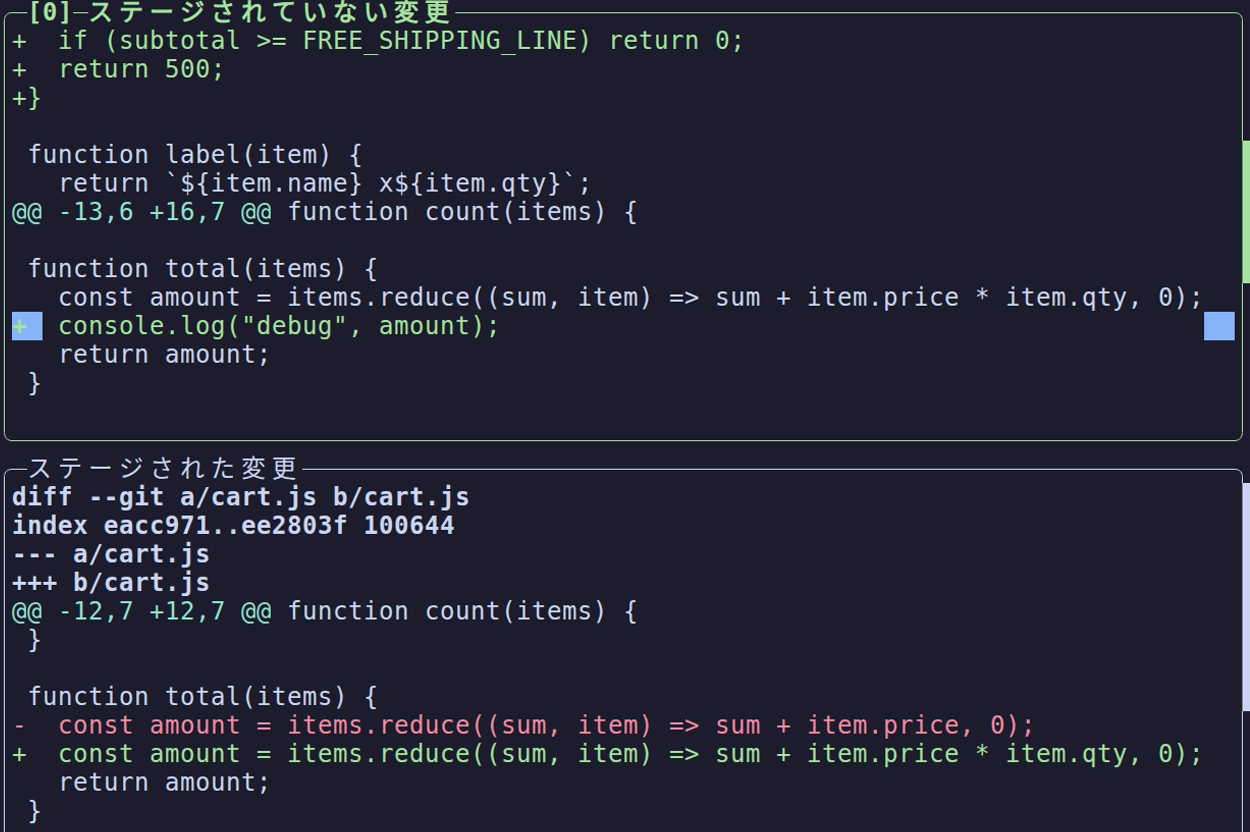 [0] ステージされていない変更
+  if (subtotal >= FREE_SHIPPING_LINE) return 0;
+  return 500;
+}
 function label(item) {
   return `${item.name} x${item.qty}`;
@@ -13,6 +16,7 @@ function count(items) {
 function total(items) {
   const amount = items.reduce((sum, item) => sum + item.price * item.qty, 0);
+  console.log("debug", amount);
   return amount;
 }
ステージされた変更
diff --git a/cart.js b/cart.js
index eacc971..ee2803f 100644
--- a/cart.js
+++ b/cart.js
@@ -12,7 +12,7 @@ function count(items) {
 }
 function total(items) {
-  const amount = items.reduce((sum, item) => sum + item.price, 0);
+  const amount = items.reduce((sum, item) => sum + item.price * item.qty, 0);
   return amount;
 }